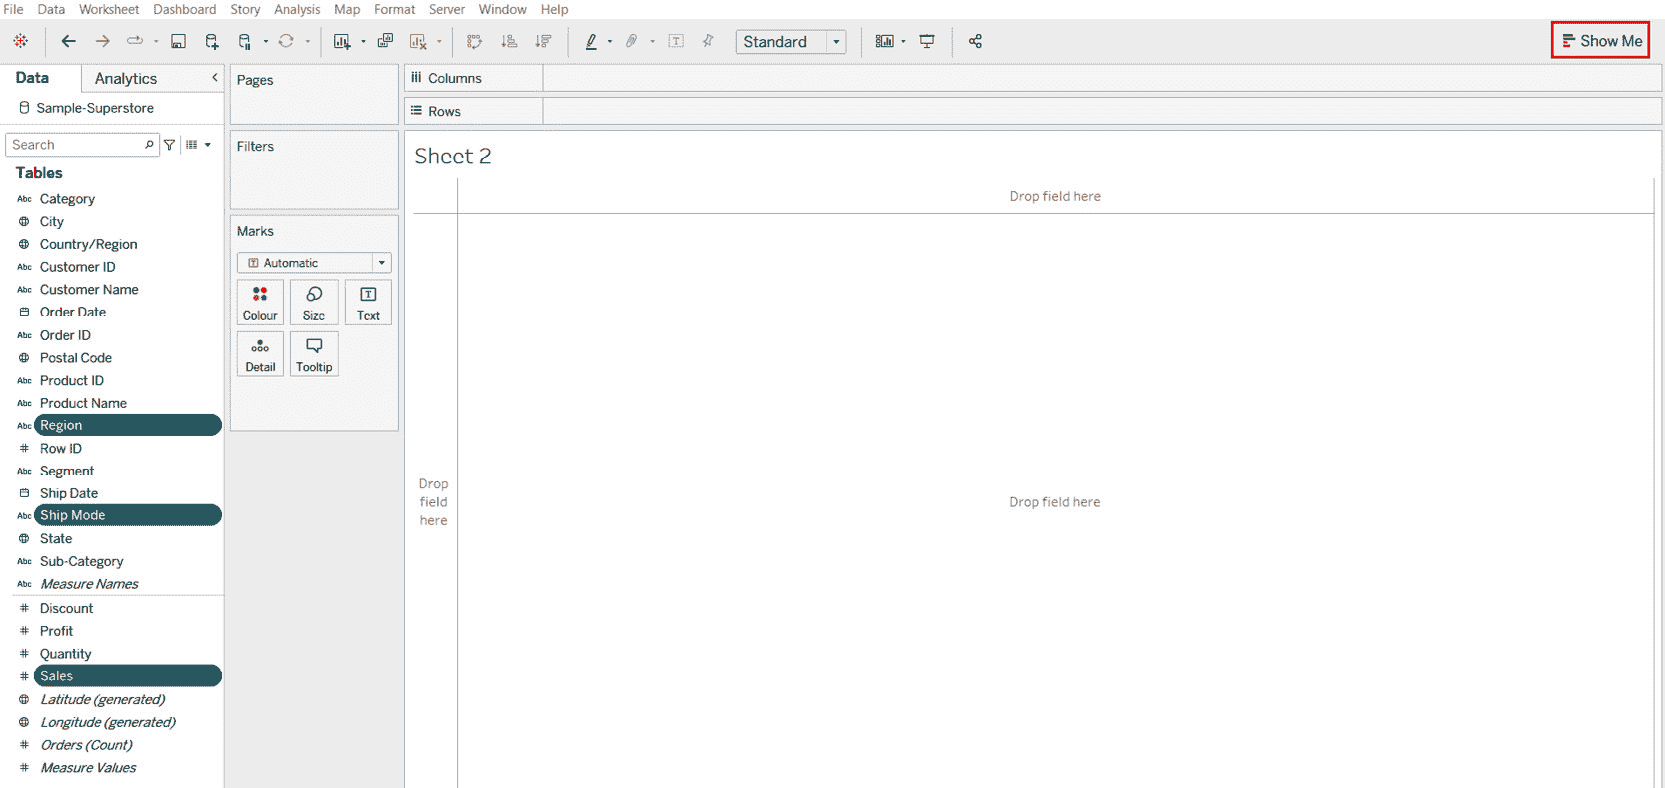 File Data Worksheet Dashboard Story Analysis Map Format Server Window Help
Standard
Show Me
Data Analytics
Sample-Superstore
Search
Tables
Abc Category
City
Country/Region
Abc Customer ID
Abc Customer Name
Order Date
Abc Order ID
Postal Code
Abc Product ID
Abc Product Name
Abc Region
# Row ID
Abc Segment
Ship Date
Abc Ship Mode
State
Abc Sub-Category
Abc Measure Names
# Discount
# Profit
# Quantity
# Sales
Latitude (generated)
Longitude (generated)
# Orders (Count)
# Measure Values
Pages
Filters
Marks
Automatic
Colour Size Text
Detail Tooltip
Columns
Rows
Sheet 2
Drop field here
Drop
field
here
Drop field here